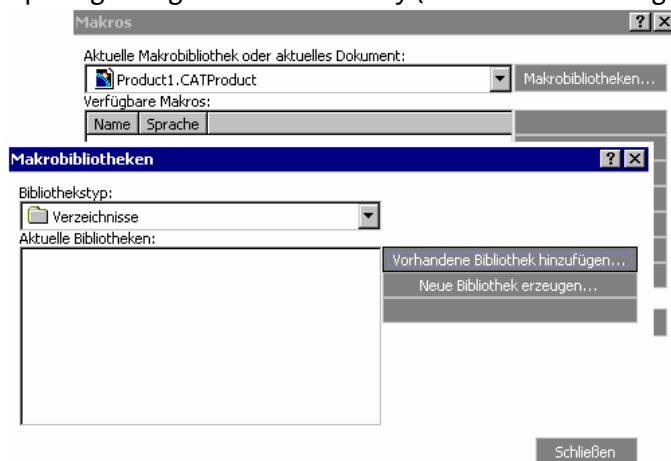 Makros
Aktuelle Makrobibliothek oder aktuelles Dokument:
Product1.CATProduct
Makrobibliotheken...
Verfügbare Makros:
Name Sprache
Makrobibliotheken
Bibliothekstyp:
Verzeichnisse
Aktuelle Bibliotheken:
Vorhandene Bibliothek hinzufügen...
Neue Bibliothek erzeugen...
Schließen